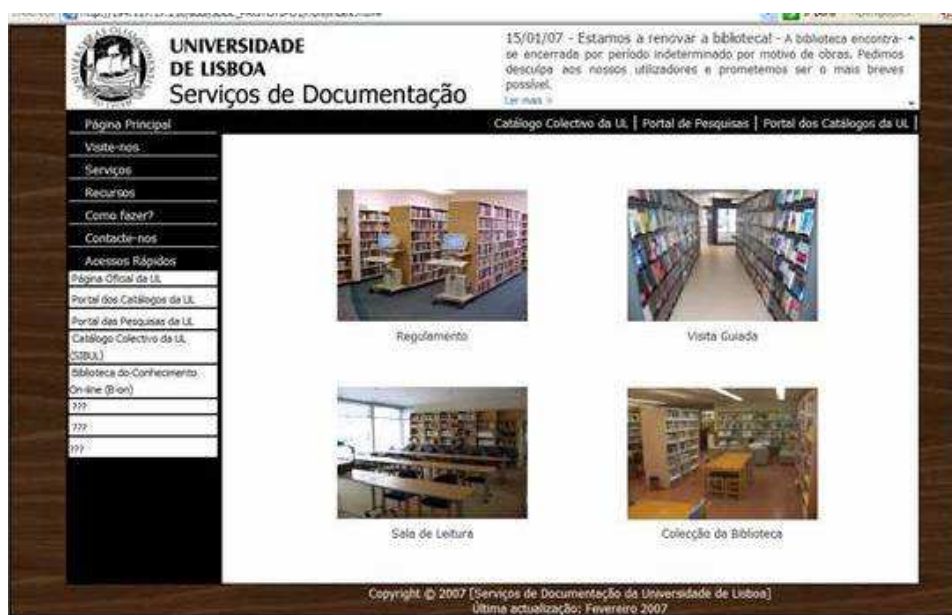 UNIVERSIDADE
DE LISBOA
Serviços de Documentação
15/01/07 - Estamos a renovar a biblioteca! - A biblioteca encontra-
se encerrada por período indeterminado por motivo de obras. Pedimos
desculpa aos nossos utilizadores e prometemos ser o mais breves
possível.
Ler mais >
Catálogo Colectivo da UL | Portal de Pesquisas | Portal dos Catálogos da UL |
Página Principal
Visite-nos
Serviços
Recursos
Como fazer?
Contacte-nos
Acessos Rápidos
Página Oficial da UL
Portal dos Catálogos da UL
Portal das Pesquisas da UL
Catálogo Colectivo da UL
(SIBUL)
Biblioteca do Conhecimento
On-line (B-on)
???
???
???
Regulamento
Visita Guiada
Sala de Leitura
Colecção da Biblioteca
Copyright © 2007 [Serviços de Documentação da Universidade de Lisboa]
Última actualização: Fevereiro 2007